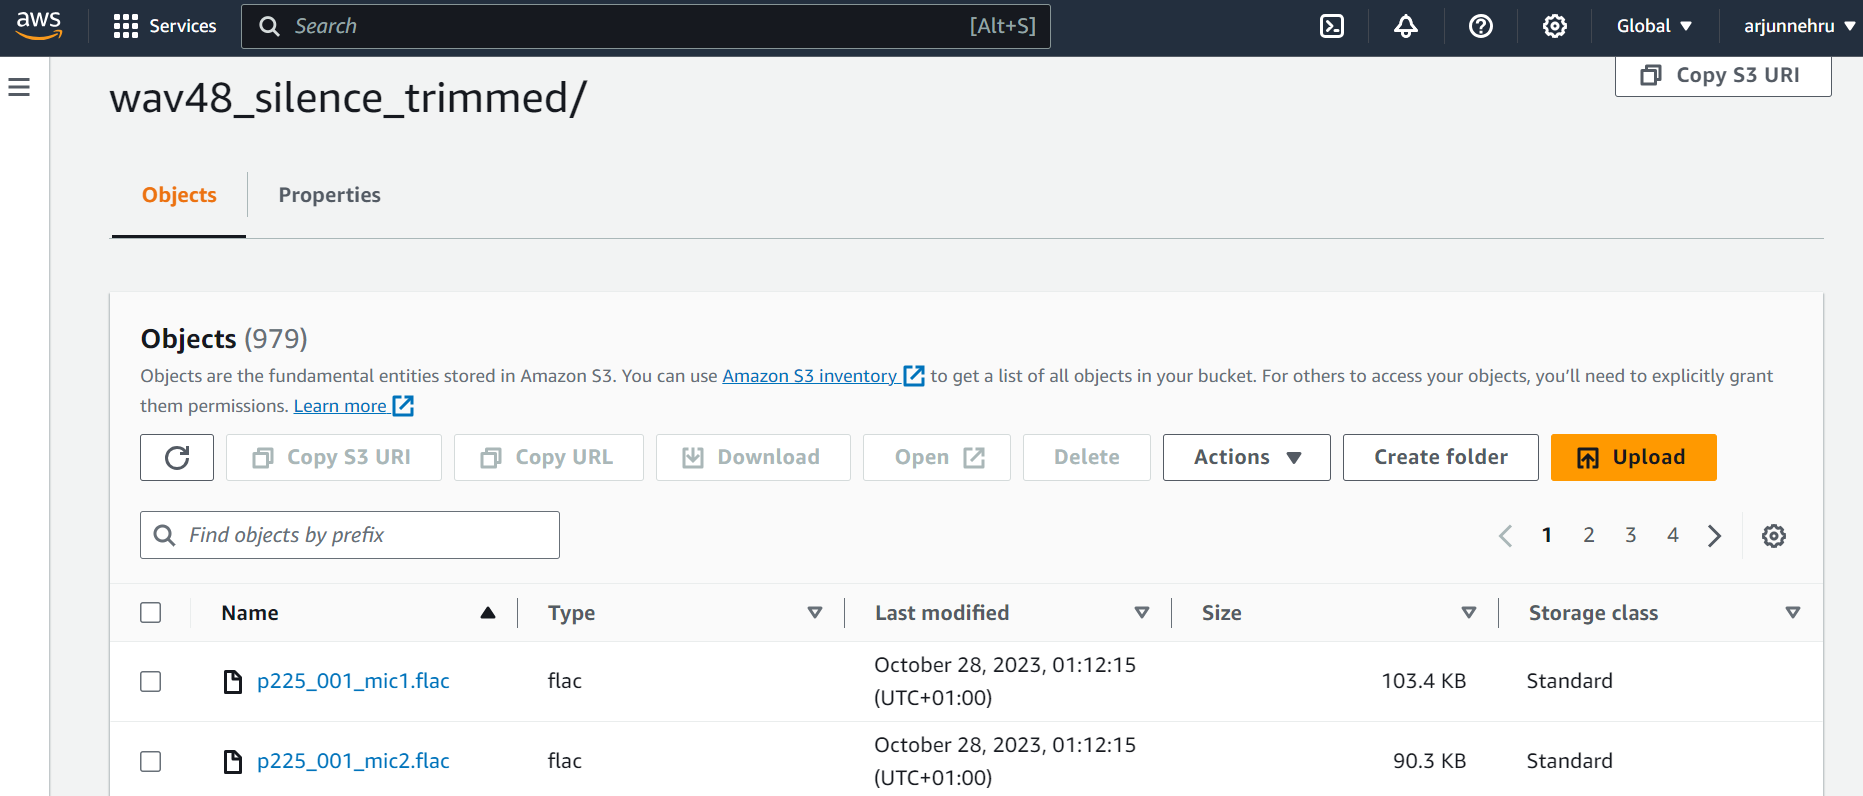 aws
Services
Search
[Alt+S]
Global
arjunnehru
wav48_silence_trimmed/
Copy S3 URI
Objects
Properties
Objects (979)
Objects are the fundamental entities stored in Amazon S3. You can use Amazon S3 inventory to get a list of all objects in your bucket. For others to access your objects, you’ll need to explicitly grant
them permissions. Learn more
Copy S3 URI
Copy URL
Download
Open
Delete
Actions
Create folder
Upload
Find objects by prefix
1 2 3 4
Name Type Last modified Size Storage class
p225_001_mic1.flac flac October 28, 2023, 01:12:15 103.4 KB Standard
(UTC+01:00)
p225_001_mic2.flac flac October 28, 2023, 01:12:15 90.3 KB Standard
(UTC+01:00)